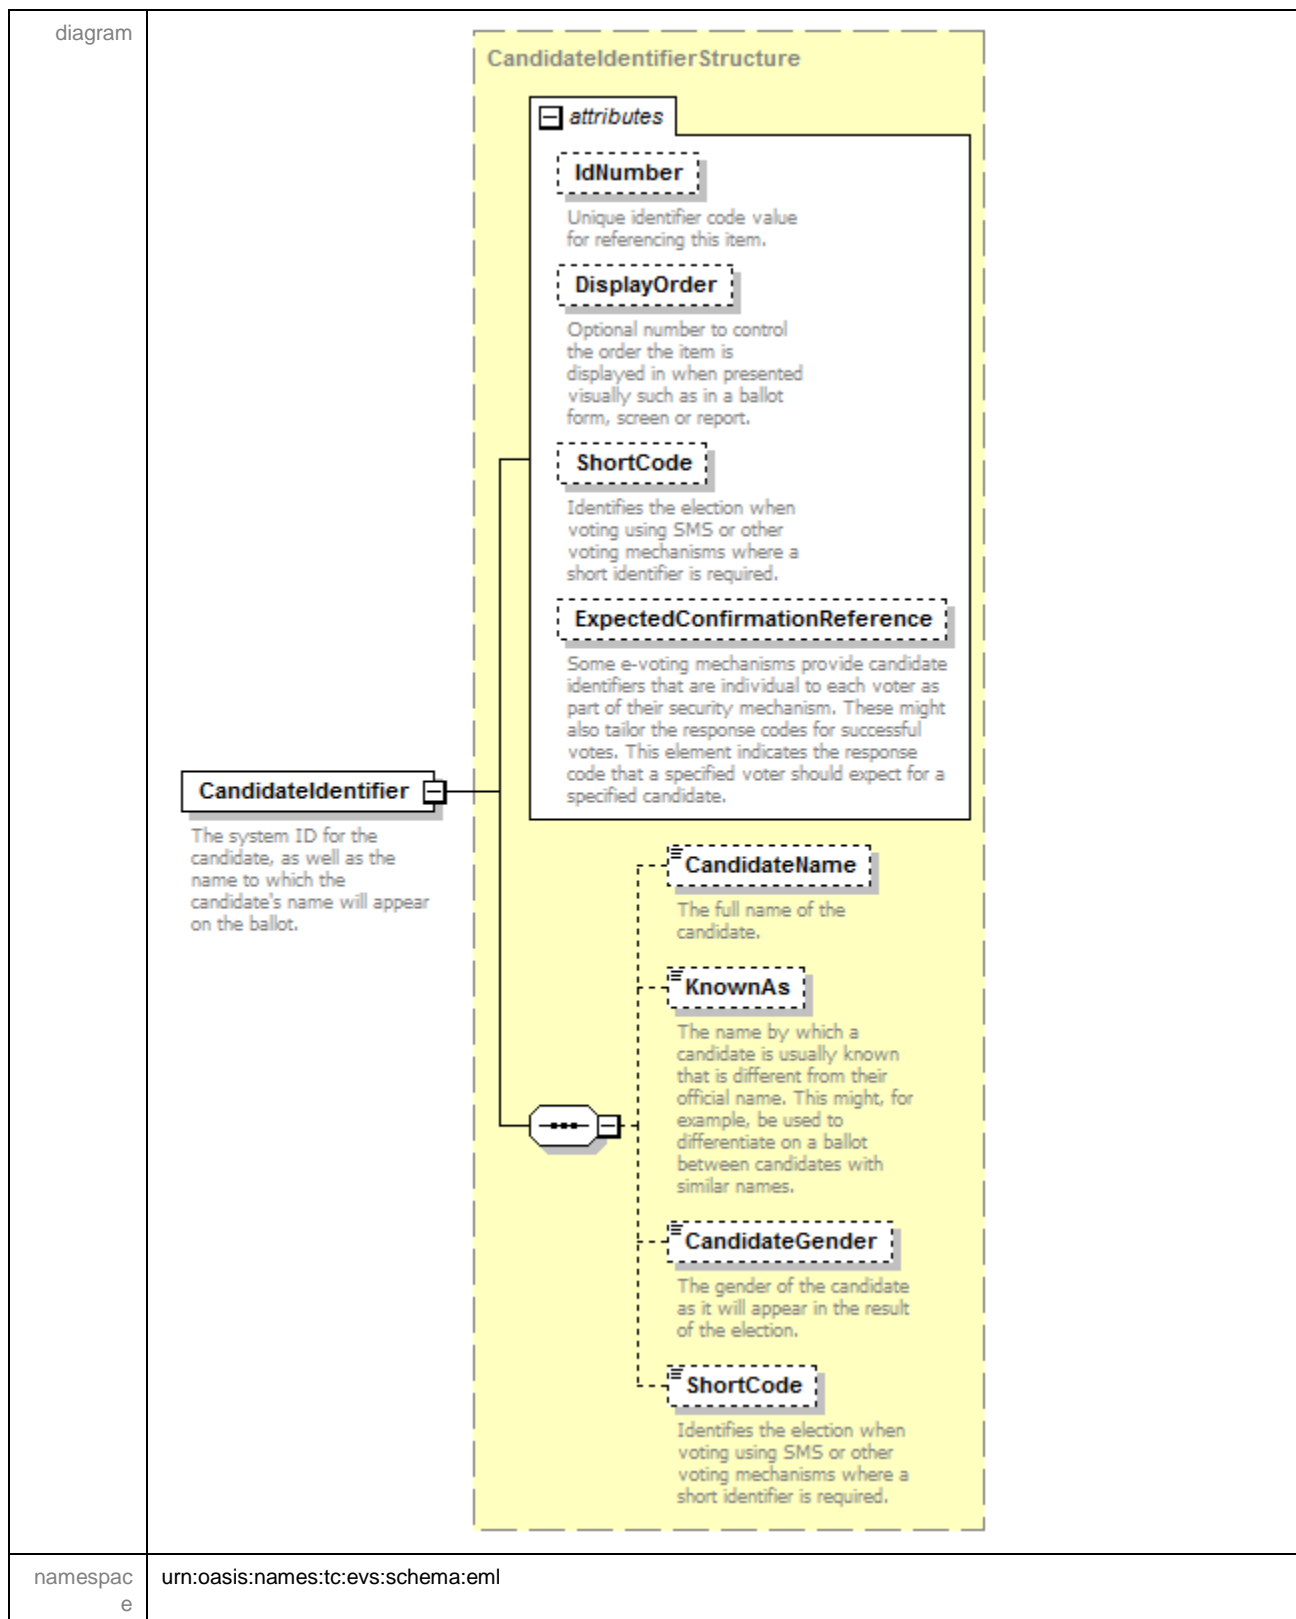 diagram
CandidateIdentifierStructure
attributes
IdNumber
Unique identifier code value
for referencing this item.
DisplayOrder
Optional number to control
the order the item is
displayed in when presented
visually such as in a ballot
form, screen or report.
ShortCode
Identifies the election when
voting using SMS or other
voting mechanisms where a
short identifier is required.
ExpectedConfirmationReference
Some e-voting mechanisms provide candidate
identifiers that are individual to each voter as
part of their security mechanism. These might
also tailor the response codes for successful
votes. This element indicates the response
code that a specified voter should expect for a
specified candidate.
CandidateIdentifier
The system ID for the
candidate, as well as the
name to which the
candidate's name will appear
on the ballot.
CandidateName
The full name of the
candidate.
KnownAs
The name by which a
candidate is usually known
that is different from their
official name. This might, for
example, be used to
differentiate on a ballot
between candidates with
similar names.
CandidateGender
The gender of the candidate
as it will appear in the result
of the election.
ShortCode
Identifies the election when
voting using SMS or other
voting mechanisms where a
short identifier is required.
namespac
e
urn:oasis:names:tc:evs:schema:eml